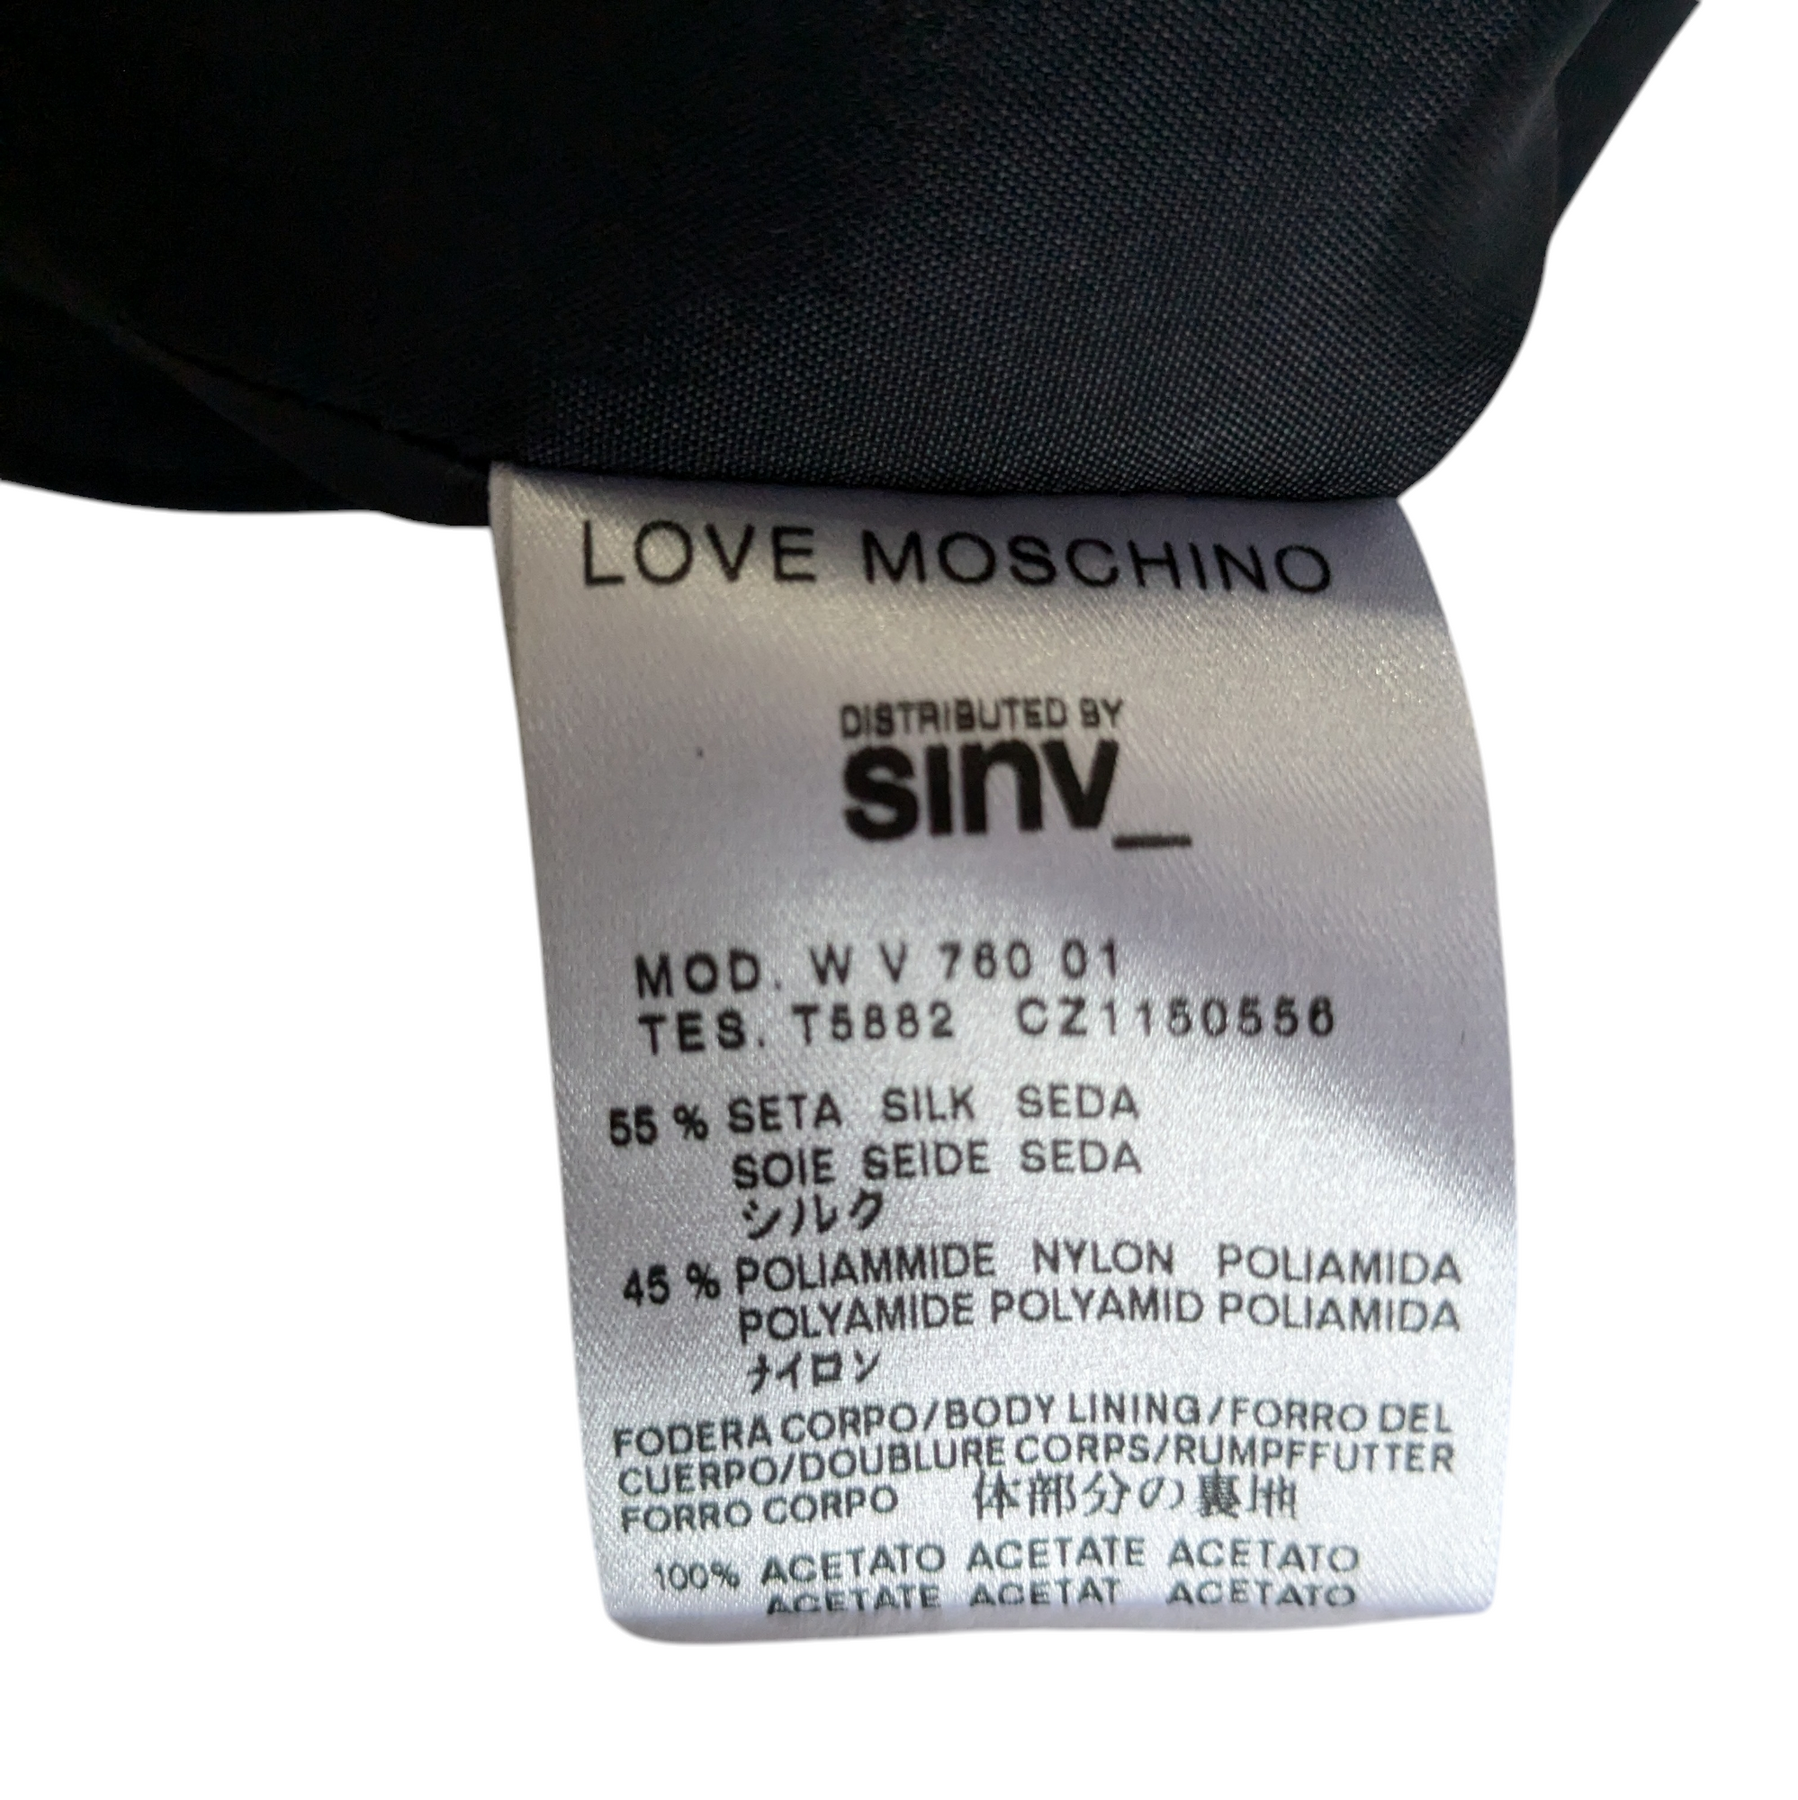 LOVE MOSCHINO
DISTRIBUTED BY
sinv_
MOD. W V 760 01
TES. T5882 CZ1150556
55 % SETA SILK SEDA
SOIE SEIDE SEDA
シルク
45 % POLIAMMIDE NYLON POLIAMIDA
POLYAMIDE POLYAMID POLIAMIDA
ナイロン
FODERA CORPO/BODY LINING/FORRO DEL
CUERPO/DOUBLURE CORPS/RUMPFFUTTER
FORRO CORPO 体部分の裏地
100% ACETATO ACETATE ACETATO
ACETATE ACETAT ACETATO